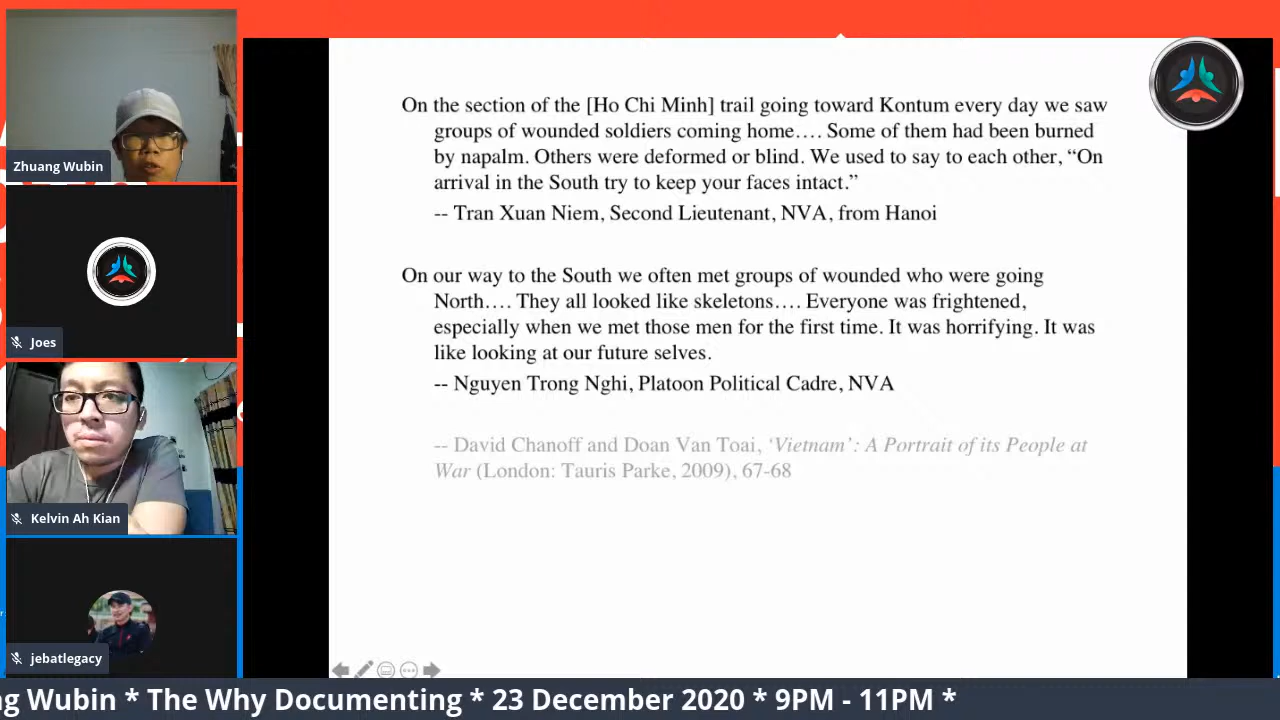 On the section of the [Ho Chi Minh] trail going toward Kontum every day we saw
groups of wounded soldiers coming home…. Some of them had been burned
by napalm. Others were deformed or blind. We used to say to each other, “On
arrival in the South try to keep your faces intact.”
-- Tran Xuan Niem, Second Lieutenant, NVA, from Hanoi
On our way to the South we often met groups of wounded who were going
North…. They all looked like skeletons…. Everyone was frightened,
especially when we met those men for the first time. It was horrifying. It was
like looking at our future selves.
-- Nguyen Trong Nghi, Platoon Political Cadre, NVA
-- David Chanoff and Doan Van Toai, ‘Vietnam’: A Portrait of its People at
War (London: Tauris Parke, 2009), 67-68
Zhuang Wubin
Joes
Kelvin Ah Kian
jebatlegacy
ng Wubin * The Why Documenting * 23 December 2020 * 9PM - 11PM *